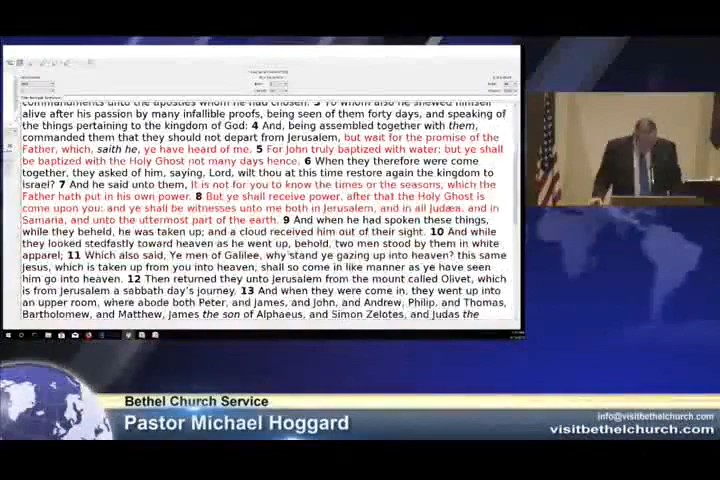 commandments unto the apostles whom he had chosen: 3 To whom also he shewed himself
alive after his passion by many infallible proofs, being seen of them forty days, and speaking of
the things pertaining to the kingdom of God: 4 And, being assembled together with them,
commanded them that they should not depart from Jerusalem, but wait for the promise of the
Father, which, saith he, ye have heard of me. 5 For John truly baptized with water; but ye shall
be baptized with the Holy Ghost not many days hence. 6 When they therefore were come
together, they asked of him, saying, Lord, wilt thou at this time restore again the kingdom to
Israel? 7 And he said unto them, It is not for you to know the times or the seasons, which the
Father hath put in his own power. 8 But ye shall receive power, after that the Holy Ghost is
come upon you: and ye shall be witnesses unto me both in Jerusalem, and in all Judæa, and in
Samaria, and unto the uttermost part of the earth. 9 And when he had spoken these things,
while they beheld, he was taken up; and a cloud received him out of their sight. 10 And while
they looked stedfastly toward heaven as he went up, behold, two men stood by them in white
apparel; 11 Which also said, Ye men of Galilee, why stand ye gazing up into heaven? this same
Jesus, which is taken up from you into heaven, shall so come in like manner as ye have seen
him go into heaven. 12 Then returned they unto Jerusalem from the mount called Olivet, which
is from Jerusalem a sabbath day's journey. 13 And when they were come in, they went up into
an upper room, where abode both Peter, and James, and John, and Andrew, Philip, and Thomas,
Bartholomew, and Matthew, James the son of Alphaeus, and Simon Zelotes, and Judas the
Bethel Church Service
Pastor Michael Hoggard
info@visitbethelchurch.com
visitbethelchurch.com